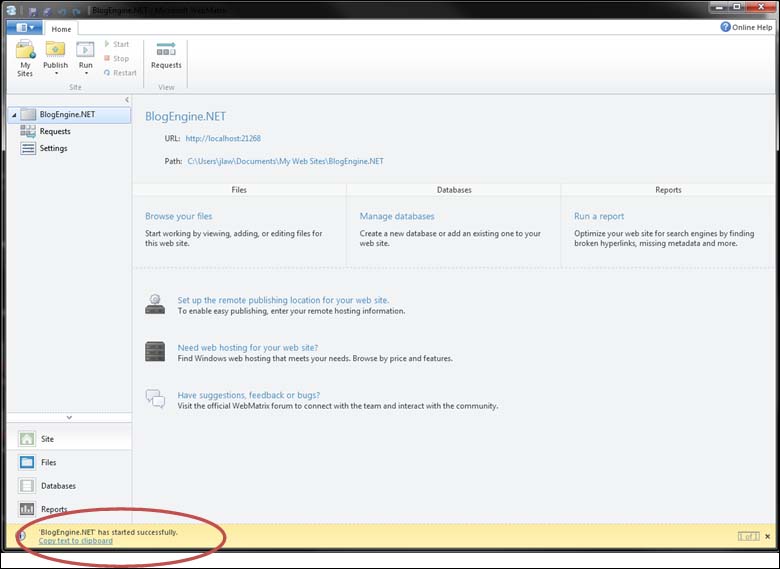 BlogEngine.NET - Microsoft WebMatrix
Home
Online Help
My
Sites
Publish
Run
Start
Stop
Restart
Requests
Site
View
BlogEngine.NET
Requests
Settings
BlogEngine.NET
URL: http://localhost:21268
Path: C:\Users\jlaw\Documents\My Web Sites\BlogEngine.NET
Files
Databases
Reports
Browse your files
Start working by viewing, adding, or editing files for
this web site.
Manage databases
Create a new database or add an existing one to your
web site.
Run a report
Optimize your web site for search engines by finding
broken hyperlinks, missing metadata and more.
Set up the remote publishing location for your web site.
To enable easy publishing, enter your remote hosting information.
Need web hosting for your web site?
Find Windows web hosting that meets your needs. Browse by price and features.
Have suggestions, feedback or bugs?
Visit the official WebMatrix forum to connect with the team and interact with the community.
Site
Files
Databases
Reports
'BlogEngine.NET' has started successfully.
Copy text to clipboard
1 of 1